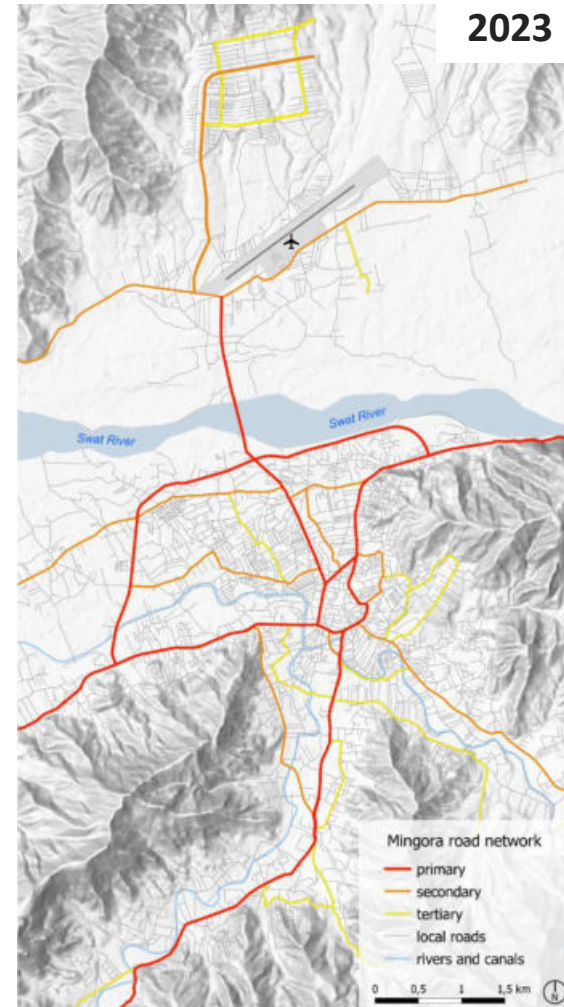 2023
Swat River
Swat River
Mingora road network
primary
secondary
tertiary
local roads
rivers and canals
0 0,5 1 1,5 km
N